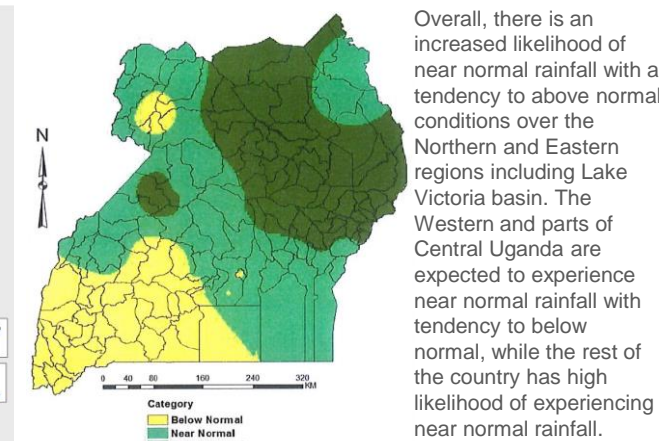 Overall, there is an
increased likelihood of
near normal rainfall with a
tendency to above normal
conditions over the
Northern and Eastern
regions including Lake
Victoria basin. The
Western and parts of
Central Uganda are
expected to experience
near normal rainfall with
tendency to below
normal, while the rest of
the country has high
likelihood of experiencing
near normal rainfall.
N
0 40 80 160 240 320
KM
Category
Below Normal
Near Normal